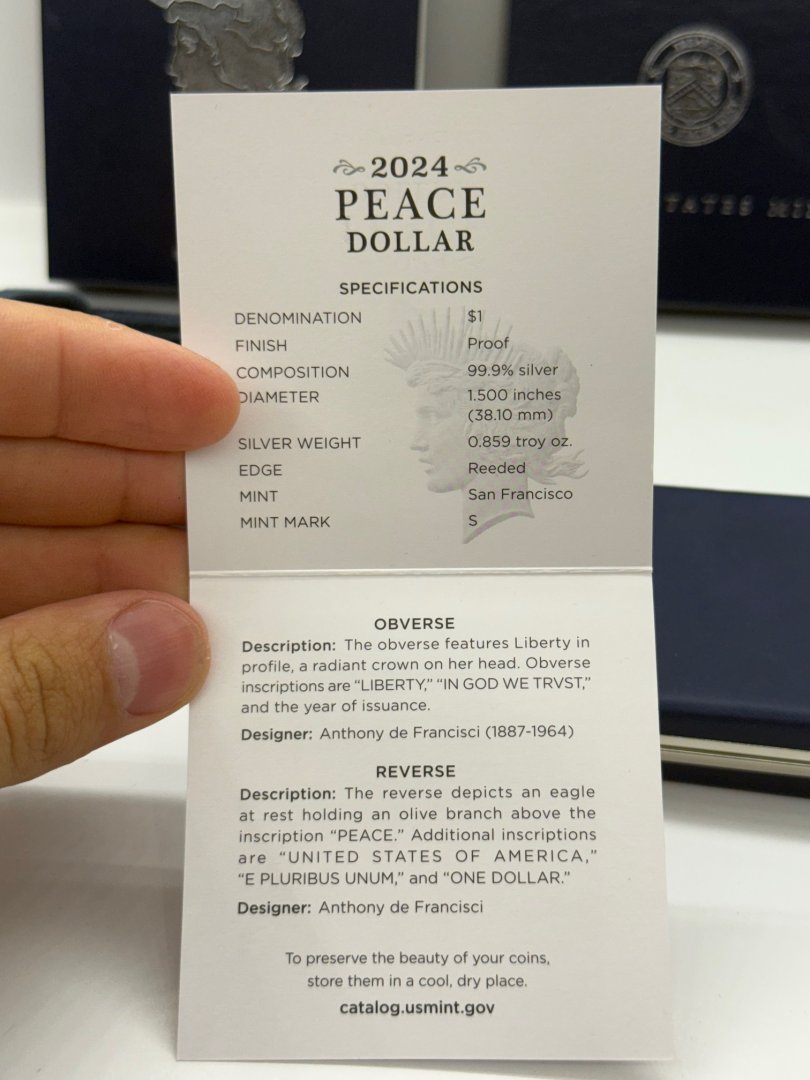 2024
PEACE
DOLLAR
SPECIFICATIONS
DENOMINATION $1
FINISH Proof
COMPOSITION 99.9% silver
DIAMETER 1.500 inches
(38.10 mm)
SILVER WEIGHT 0.859 troy oz.
EDGE Reeded
MINT San Francisco
MINT MARK S
OBVERSE
Description: The obverse features Liberty in
profile, a radiant crown on her head. Obverse
inscriptions are “LIBERTY,” “IN GOD WE TRVST,”
and the year of issuance.
Designer: Anthony de Francisci (1887-1964)
REVERSE
Description: The reverse depicts an eagle
at rest holding an olive branch above the
inscription “PEACE.” Additional inscriptions
are “UNITED STATES OF AMERICA,”
“E PLURIBUS UNUM,” and “ONE DOLLAR.”
Designer: Anthony de Francisci
To preserve the beauty of your coins,
store them in a cool, dry place.
catalog.usmint.gov